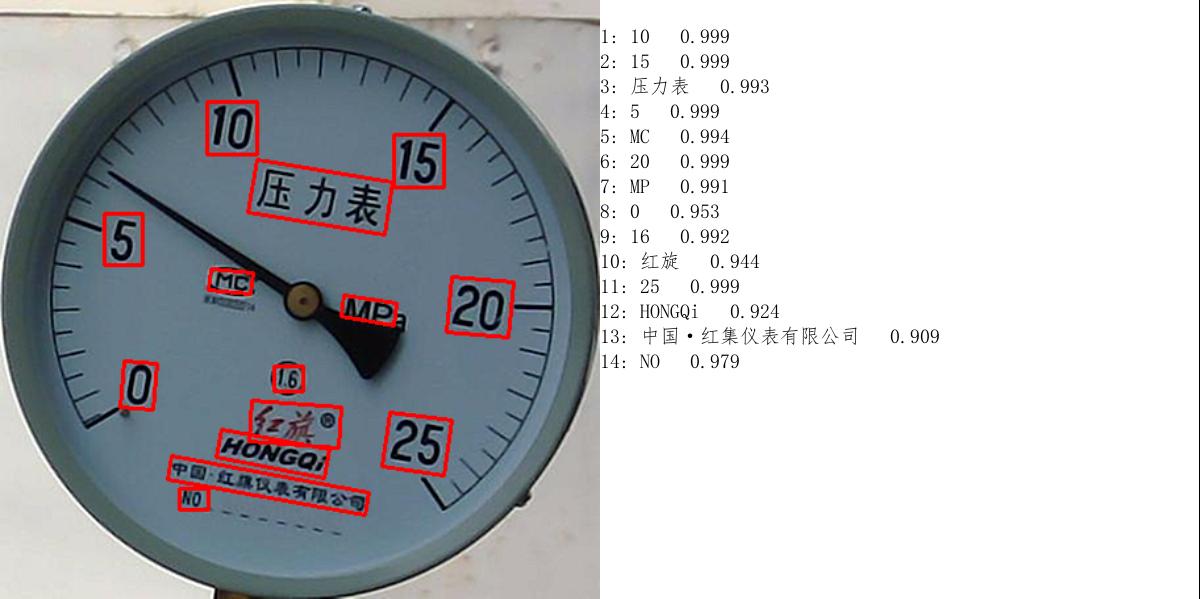 10
15
压力表
5
MC
20
MPa
0
1.6
红旗®
25
HONGQi
中国·红旗仪表有限公司
NO
1: 10 0.999
2: 15 0.999
3: 压力表 0.993
4: 5 0.999
5: MC 0.994
6: 20 0.999
7: MP 0.991
8: 0 0.953
9: 16 0.992
10: 红旋 0.944
11: 25 0.999
12: HONGQi 0.924
13: 中国·红集仪表有限公司 0.909
14: NO 0.979